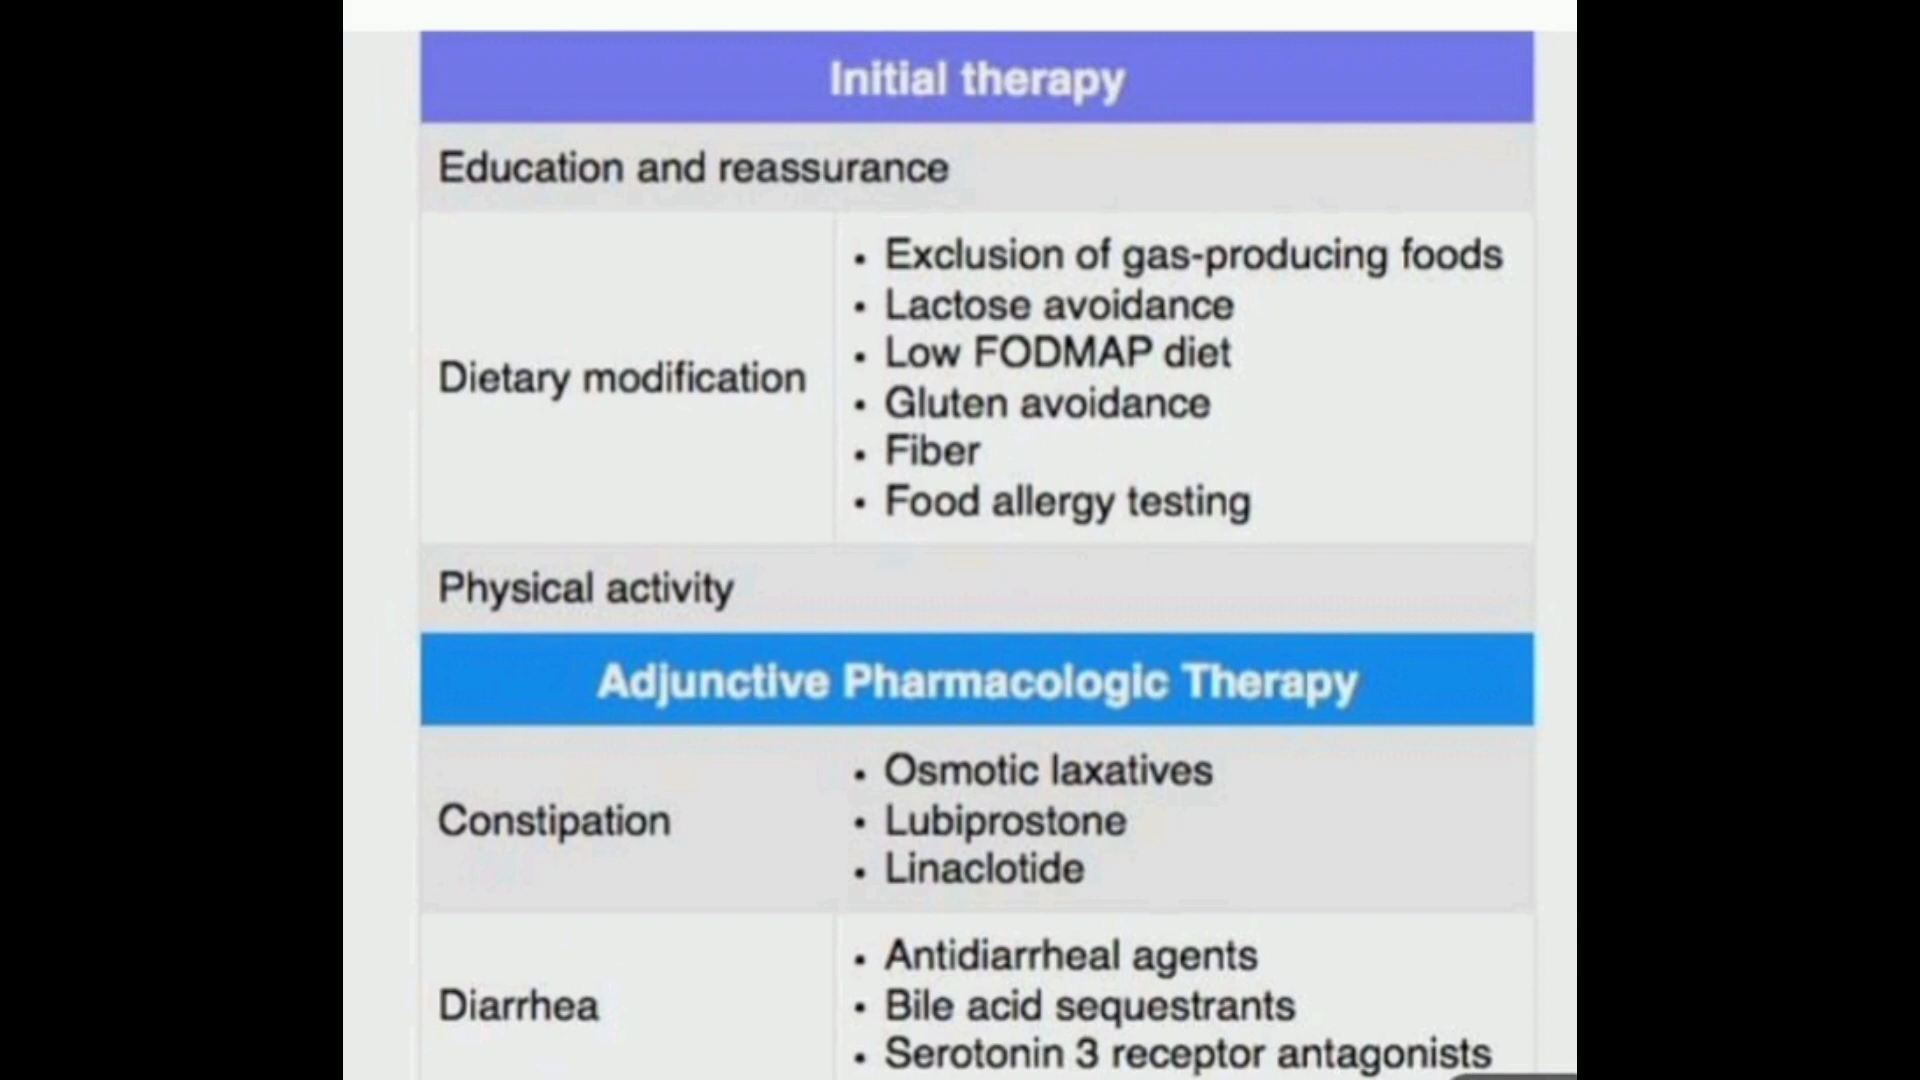 Initial therapy
Education and reassurance
Dietary modification
• Exclusion of gas-producing foods
• Lactose avoidance
• Low FODMAP diet
• Gluten avoidance
• Fiber
• Food allergy testing
Physical activity
Adjunctive Pharmacologic Therapy
Constipation
• Osmotic laxatives
• Lubiprostone
• Linaclotide
Diarrhea
• Antidiarrheal agents
• Bile acid sequestrants
• Serotonin 3 receptor antagonists